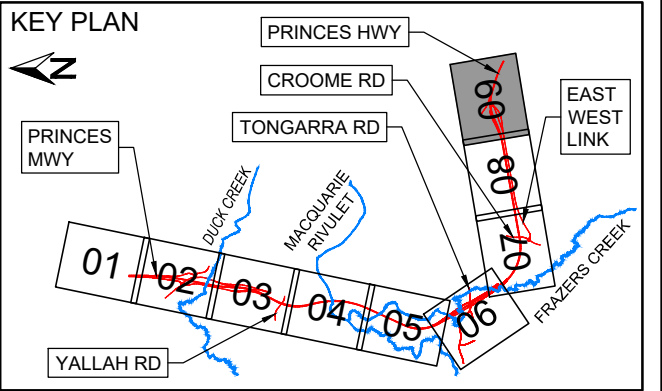 KEY PLAN
N
PRINCES HWY
CROOME RD
TONGARRA RD
EAST
WEST
LINK
PRINCES
MWY
DUCK CREEK
MACQUARIE
RIVULET
FRAZERS CREEK
YALLAH RD
01
02
03
04
05
06
07
08
09